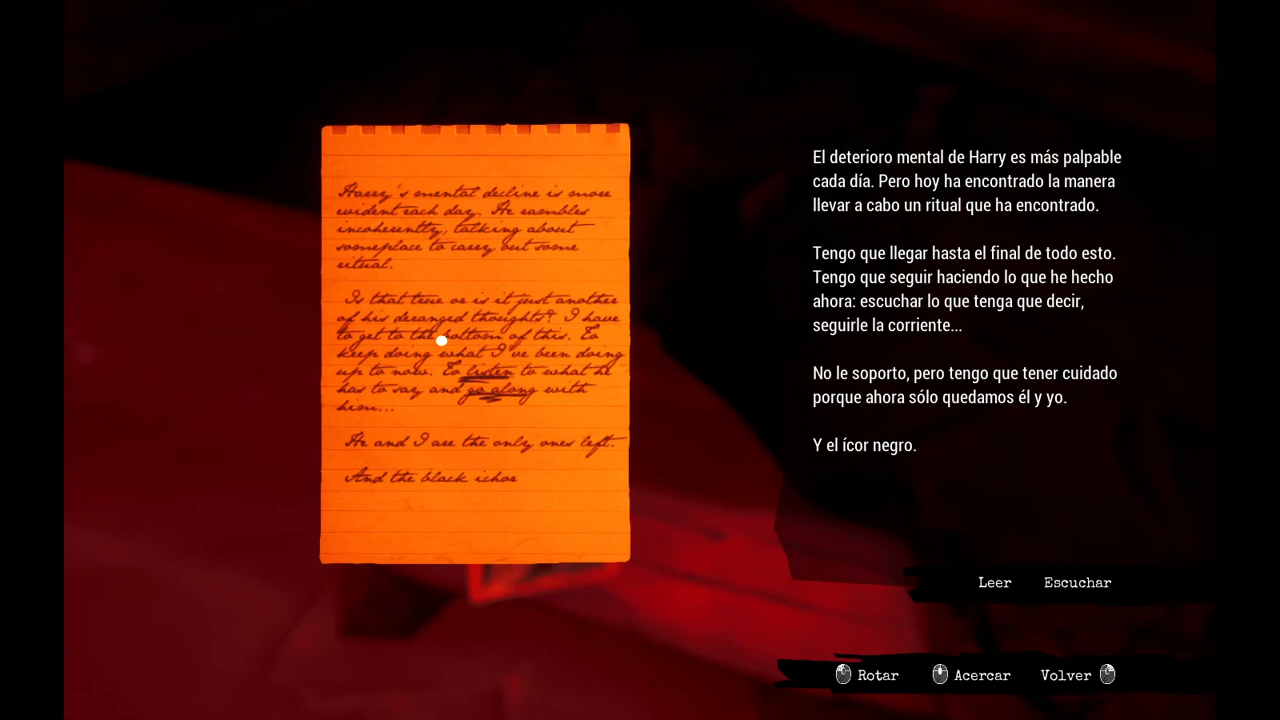 Harry's mental decline is more
evident each day. He rambles
incoherently, talking about
someplace to carry out some
ritual.
Is that true or is it just another
of his deranged thoughts? I have
to get to the bottom of this. To
keep doing what I've been doing
up to now. To listen to what he
has to say and go along with
him...
He and I are the only ones left.
And the black ichor
El deterioro mental de Harry es más palpable
cada día. Pero hoy ha encontrado la manera
llevar a cabo un ritual que ha encontrado.
Tengo que llegar hasta el final de todo esto.
Tengo que seguir haciendo lo que he hecho
ahora: escuchar lo que tenga que decir,
seguirle la corriente...
No le soporto, pero tengo que tener cuidado
porque ahora sólo quedamos él y yo.
Y el ícor negro.
Leer Escuchar
Rotar Acercar Volver